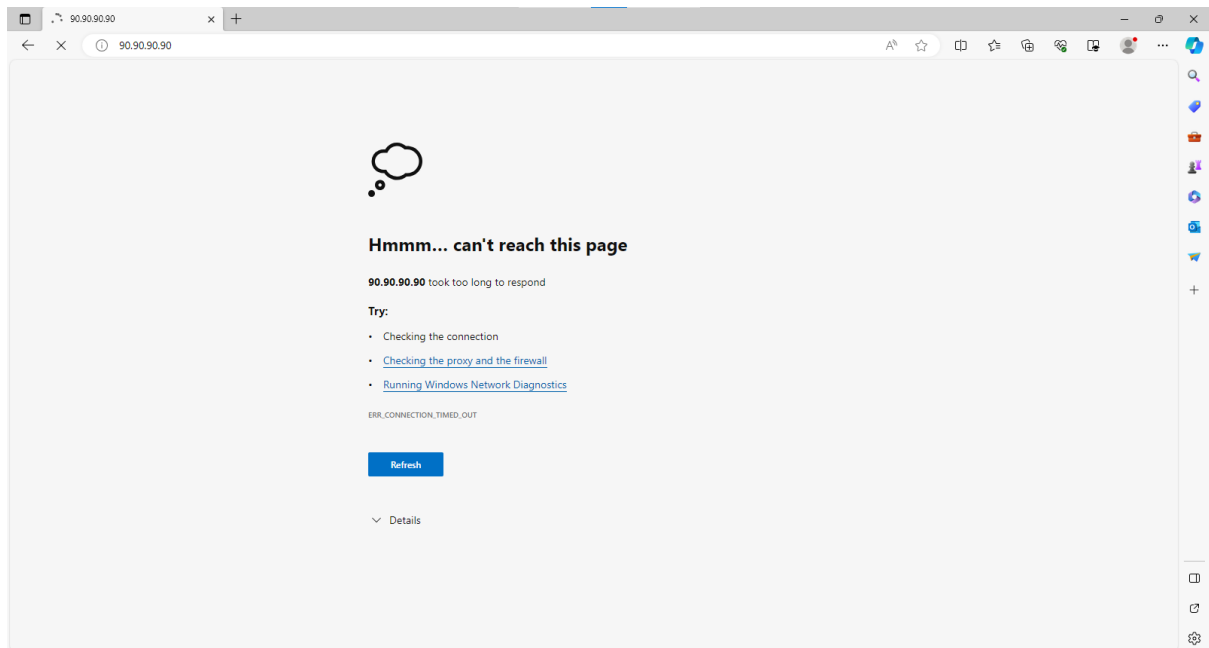 90.90.90.90
90.90.90.90
Hmmm... can't reach this page
90.90.90.90 took too long to respond
Try:
• Checking the connection
• Checking the proxy and the firewall
• Running Windows Network Diagnostics
ERR_CONNECTION_TIMED_OUT
Refresh
Details